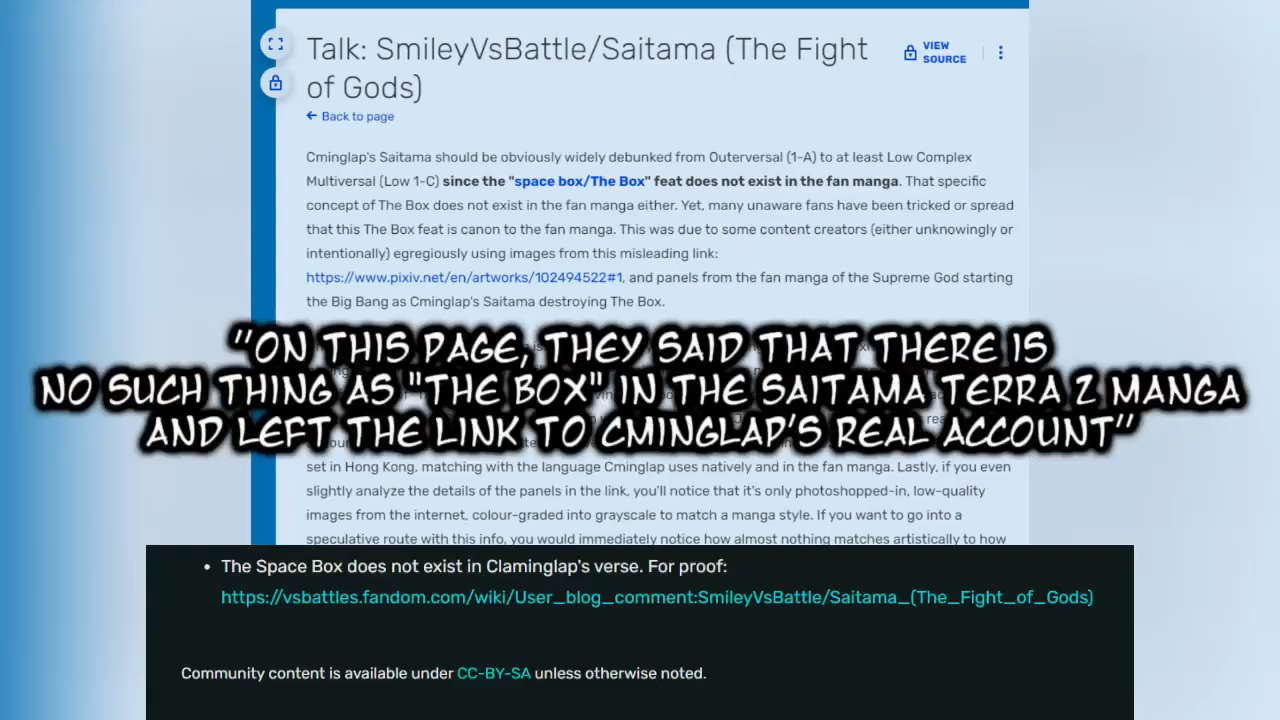 Talk: SmileyVsBattle/Saitama (The Fight
of Gods)
VIEW
SOURCE
Back to page
Cminglap's Saitama should be obviously widely debunked from Outerversal (1-A) to at least Low Complex
Multiversal (Low 1-C) since the "space box/The Box" feat does not exist in the fan manga. That specific
concept of The Box does not exist in the fan manga either. Yet, many unaware fans have been tricked or spread
that this The Box feat is canon to the fan manga. This was due to some content creators (either unknowingly or
intentionally) egregiously using images from this misleading link:
https://www.pixiv.net/en/artworks/102494522#1, and panels from the fan manga of the Supreme God starting
the Big Bang as Cminglap's Saitama destroying The Box.
"ON THIS PAGE, THEY SAID THAT THERE IS
NO SUCH THING AS "THE BOX" IN THE SAITAMA TERRA 2 MANGA
AND LEFT THE LINK TO CMINGLAP'S REAL ACCOUNT"
set in Hong Kong, matching with the language Cminglap uses natively and in the fan manga. Lastly, if you even
slightly analyze the details of the panels in the link, you'll notice that it's only photoshopped-in, low-quality
images from the internet, colour-graded into grayscale to match a manga style. If you want to go into a
speculative route with this info, you would immediately notice how almost nothing matches artistically to how
• The Space Box does not exist in Claminglap's verse. For proof:
https://vsbattles.fandom.com/wiki/User_blog_comment:SmileyVsBattle/Saitama_(The_Fight_of_Gods)
Community content is available under CC-BY-SA unless otherwise noted.